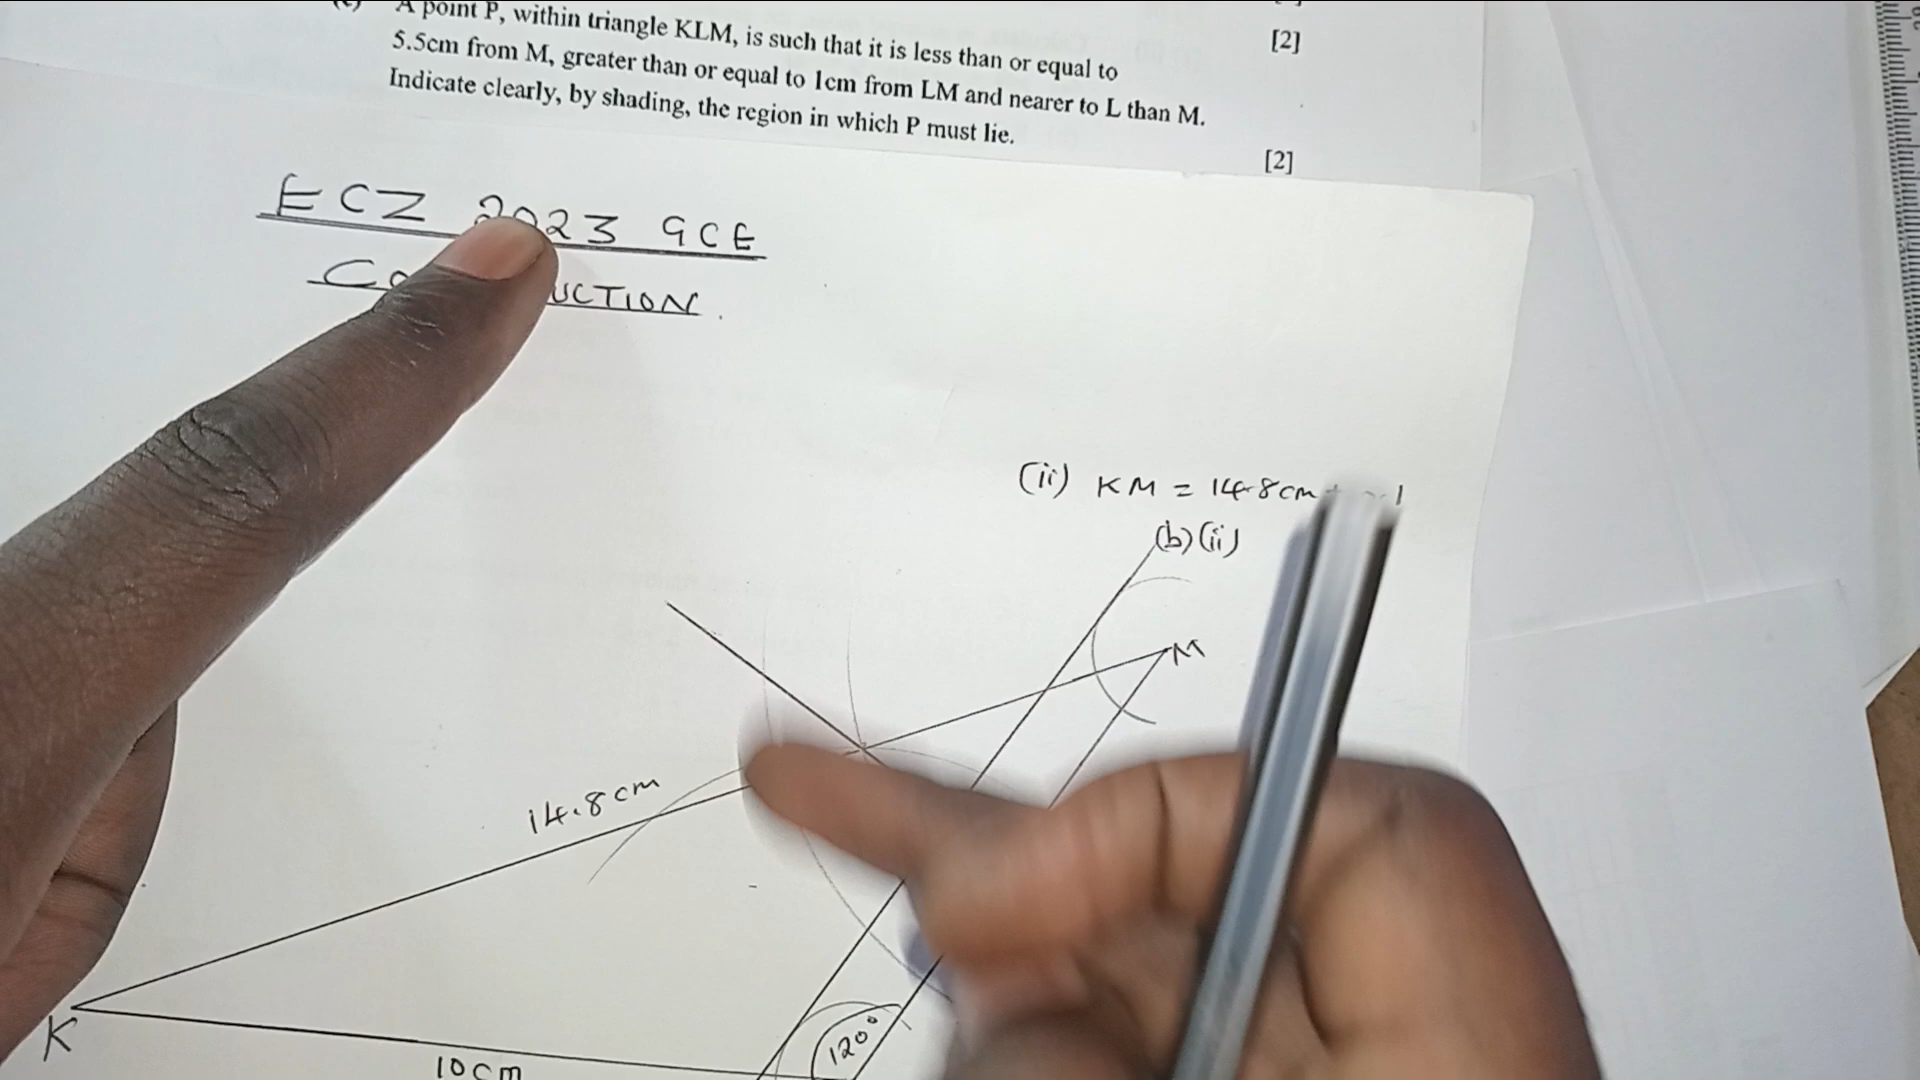 A point P, within triangle KLM, is such that it is less than or equal to
5.5cm from M, greater than or equal to 1cm from LM and nearer to L than M.
Indicate clearly, by shading, the region in which P must lie.
[2]
[2]
ECZ 2023 GCE
UCTION.
(ii) KM = 14.8cm
(b)(ii)
M
14.8cm
K
120°
10cm